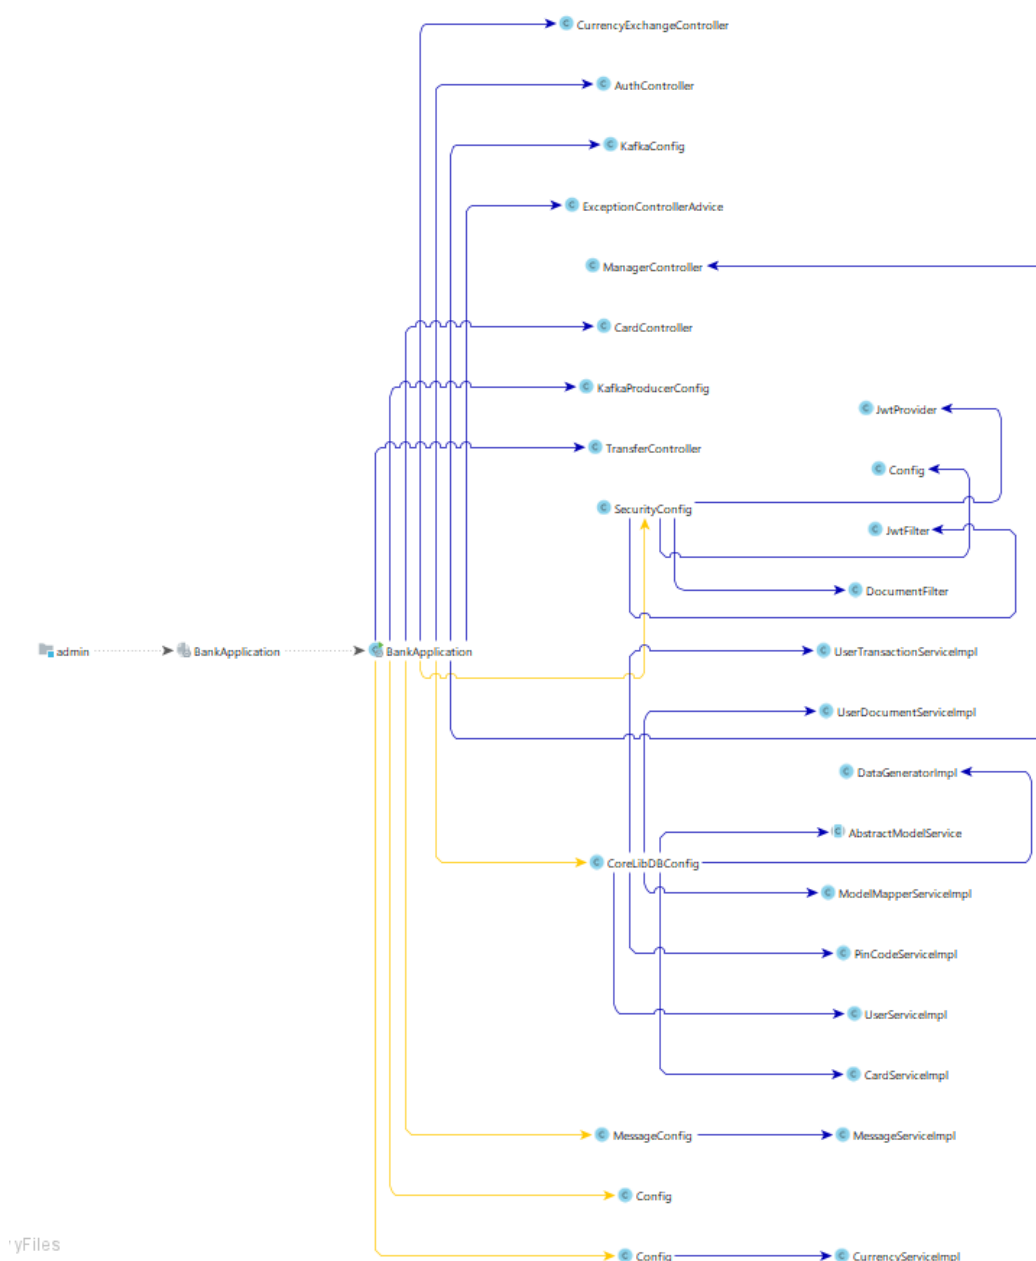 CurrencyExchangeController
AuthController
KafkaConfig
ExceptionControllerAdvice
ManagerController
CardController
KafkaProducerConfig
JwtProvider
TransferController
Config
SecurityConfig
JwtFilter
DocumentFilter
admin
BankApplication
BankApplication
UserTransactionServiceImpl
UserDocumentServiceImpl
DataGeneratorImpl
AbstractModelService
CoreLibDBConfig
ModelMapperServiceImpl
PinCodeServiceImpl
UserServiceImpl
CardServiceImpl
MessageConfig
MessageServiceImpl
Config
yFiles
Config
CurrencyServiceImpl